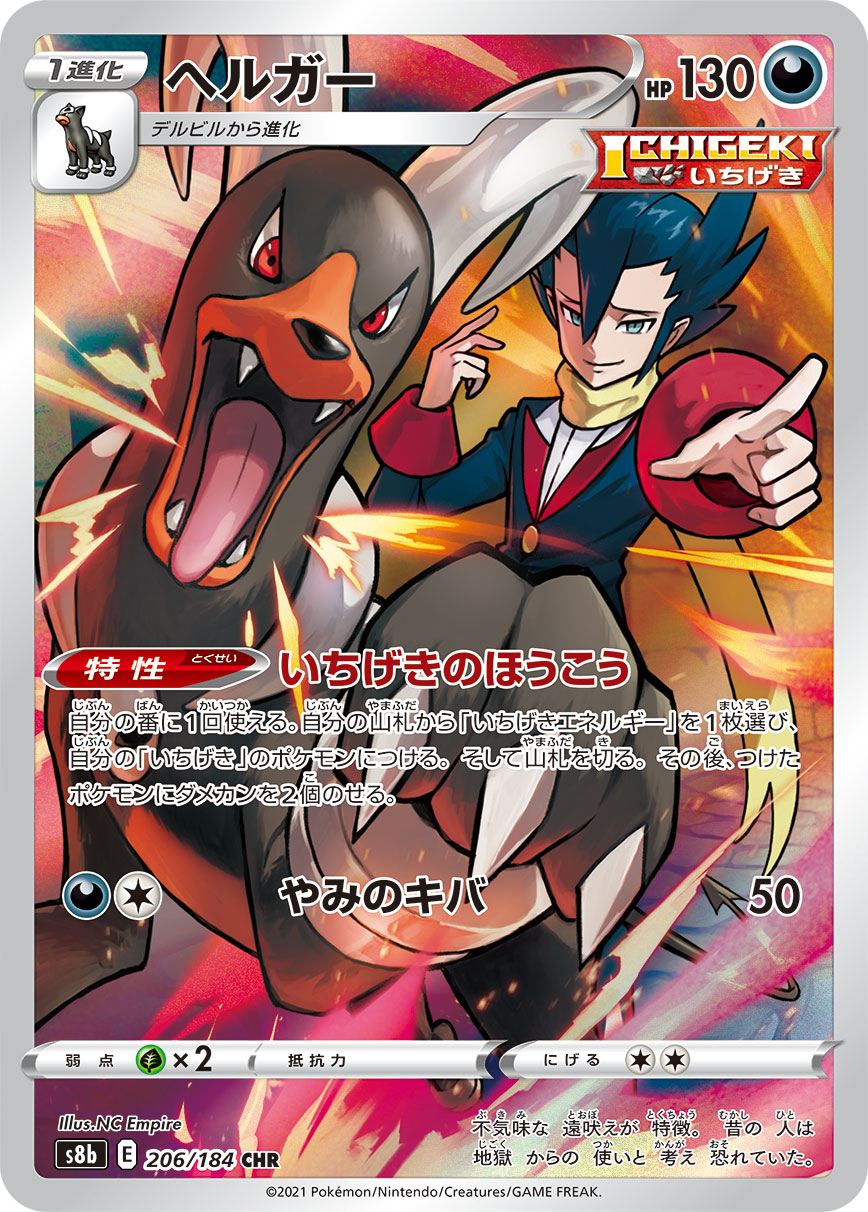 1進化
ヘルガー
HP 130
デルビルから進化
ICHIGEKI
いちげき
特性 とくせい
いちげきのほうこう
自分の番に1回使える。自分の山札から「いちげきエネルギー」を1枚選び、
自分の「いちげき」のポケモンにつける。そして山札を切る。その後、つけた
ポケモンにダメカンを2個のせる。
やみのキバ 50
弱点 ×2 抵抗力 にげる
Illus.NC Empire
不気味な 遠吠えが 特徴。 昔の 人は
地獄 からの 使いと 考え 恐れていた。
s8b E 206/184 CHR
©2021 Pokémon/Nintendo/Creatures/GAME FREAK.